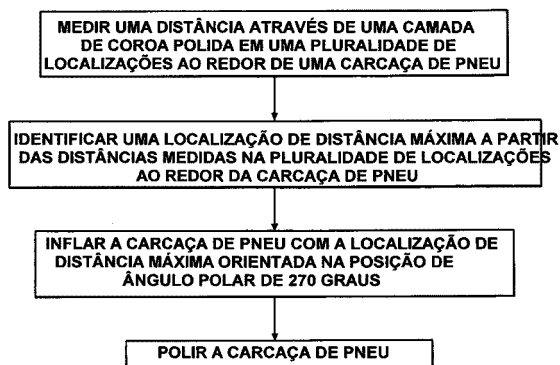 MEDIR UMA DISTÂNCIA ATRAVÉS DE UMA CAMADA
DE COROA POLIDA EM UMA PLURALIDADE DE
LOCALIZAÇÕES AO REDOR DE UMA CARCAÇA DE PNEU
IDENTIFICAR UMA LOCALIZAÇÃO DE DISTÂNCIA MÁXIMA A PARTIR
DAS DISTÂNCIAS MEDIDAS NA PLURALIDADE DE LOCALIZAÇÕES
AO REDOR DA CARCAÇA DE PNEU
INFLAR A CARCAÇA DE PNEU COM A LOCALIZAÇÃO DE
DISTÂNCIA MÁXIMA ORIENTADA NA POSIÇÃO DE
ÂNGULO POLAR DE 270 GRAUS
POLIR A CARCAÇA DE PNEU